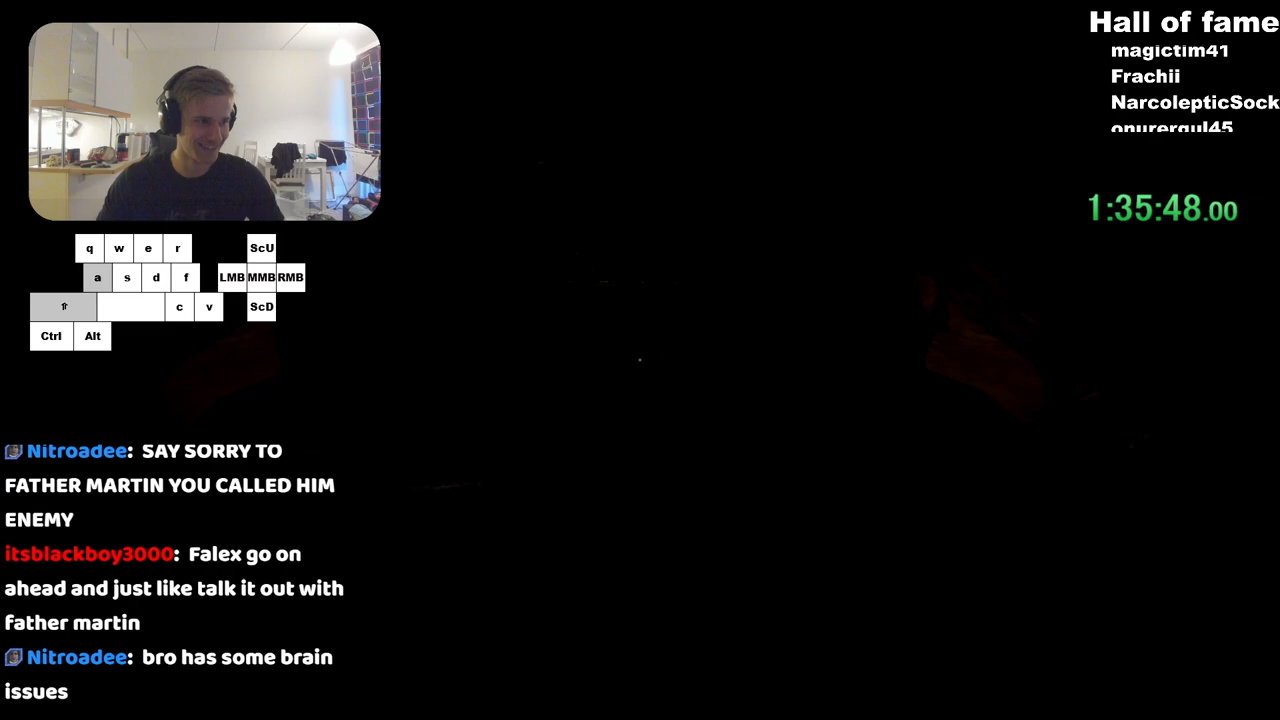 Hall of fame
magictim41
Frachii
NarcolepticSock
onurergul45
1:35:48.00
q w e r ScU
a s d f LMB MMB RMB
⇧ c v ScD
Ctrl Alt
Nitroadee: SAY SORRY TO
FATHER MARTIN YOU CALLED HIM
ENEMY
itsblackboy3000: Falex go on
ahead and just like talk it out with
father martin
Nitroadee: bro has some brain
issues